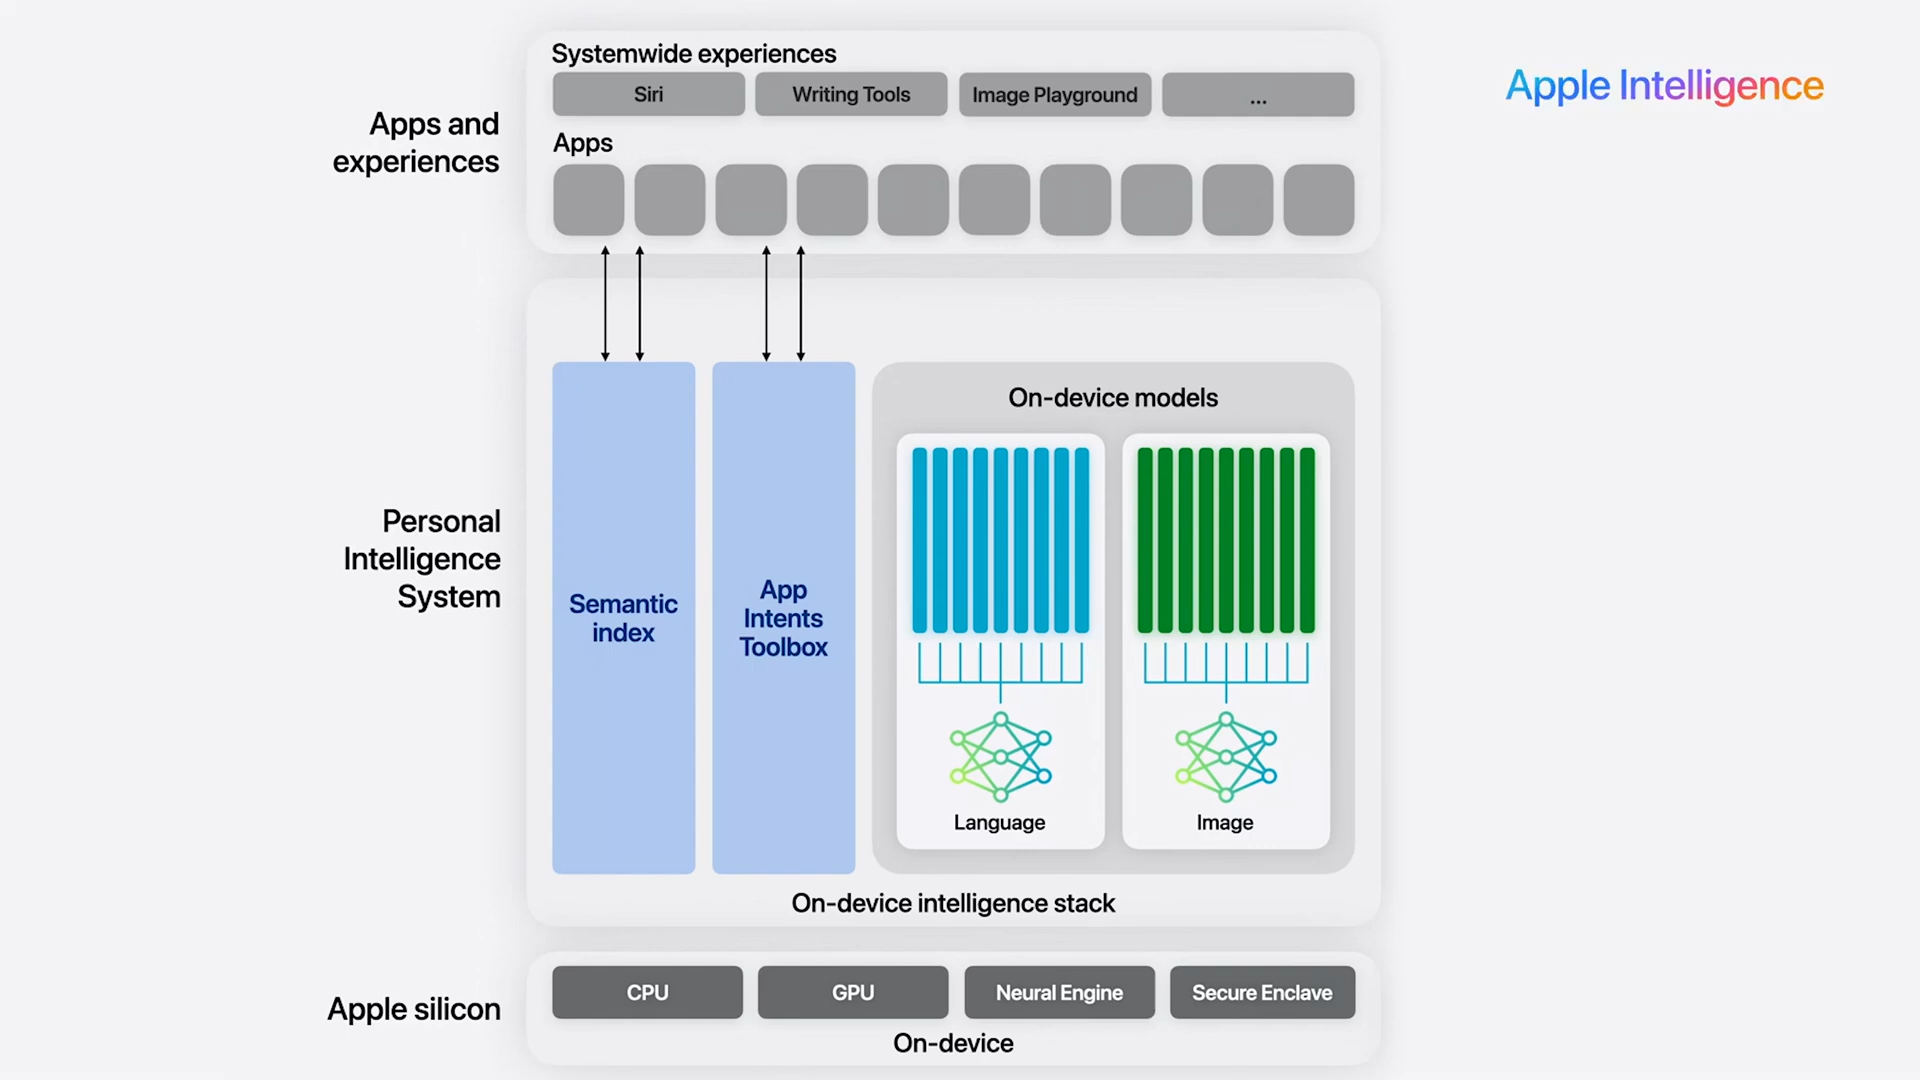 Apple Intelligence
Apps and
experiences
Systemwide experiences
Siri
Writing Tools
Image Playground
...
Apps
Personal
Intelligence
System
Semantic
index
App
Intents
Toolbox
On-device models
Language
Image
On-device intelligence stack
Apple silicon
CPU
GPU
Neural Engine
Secure Enclave
On-device